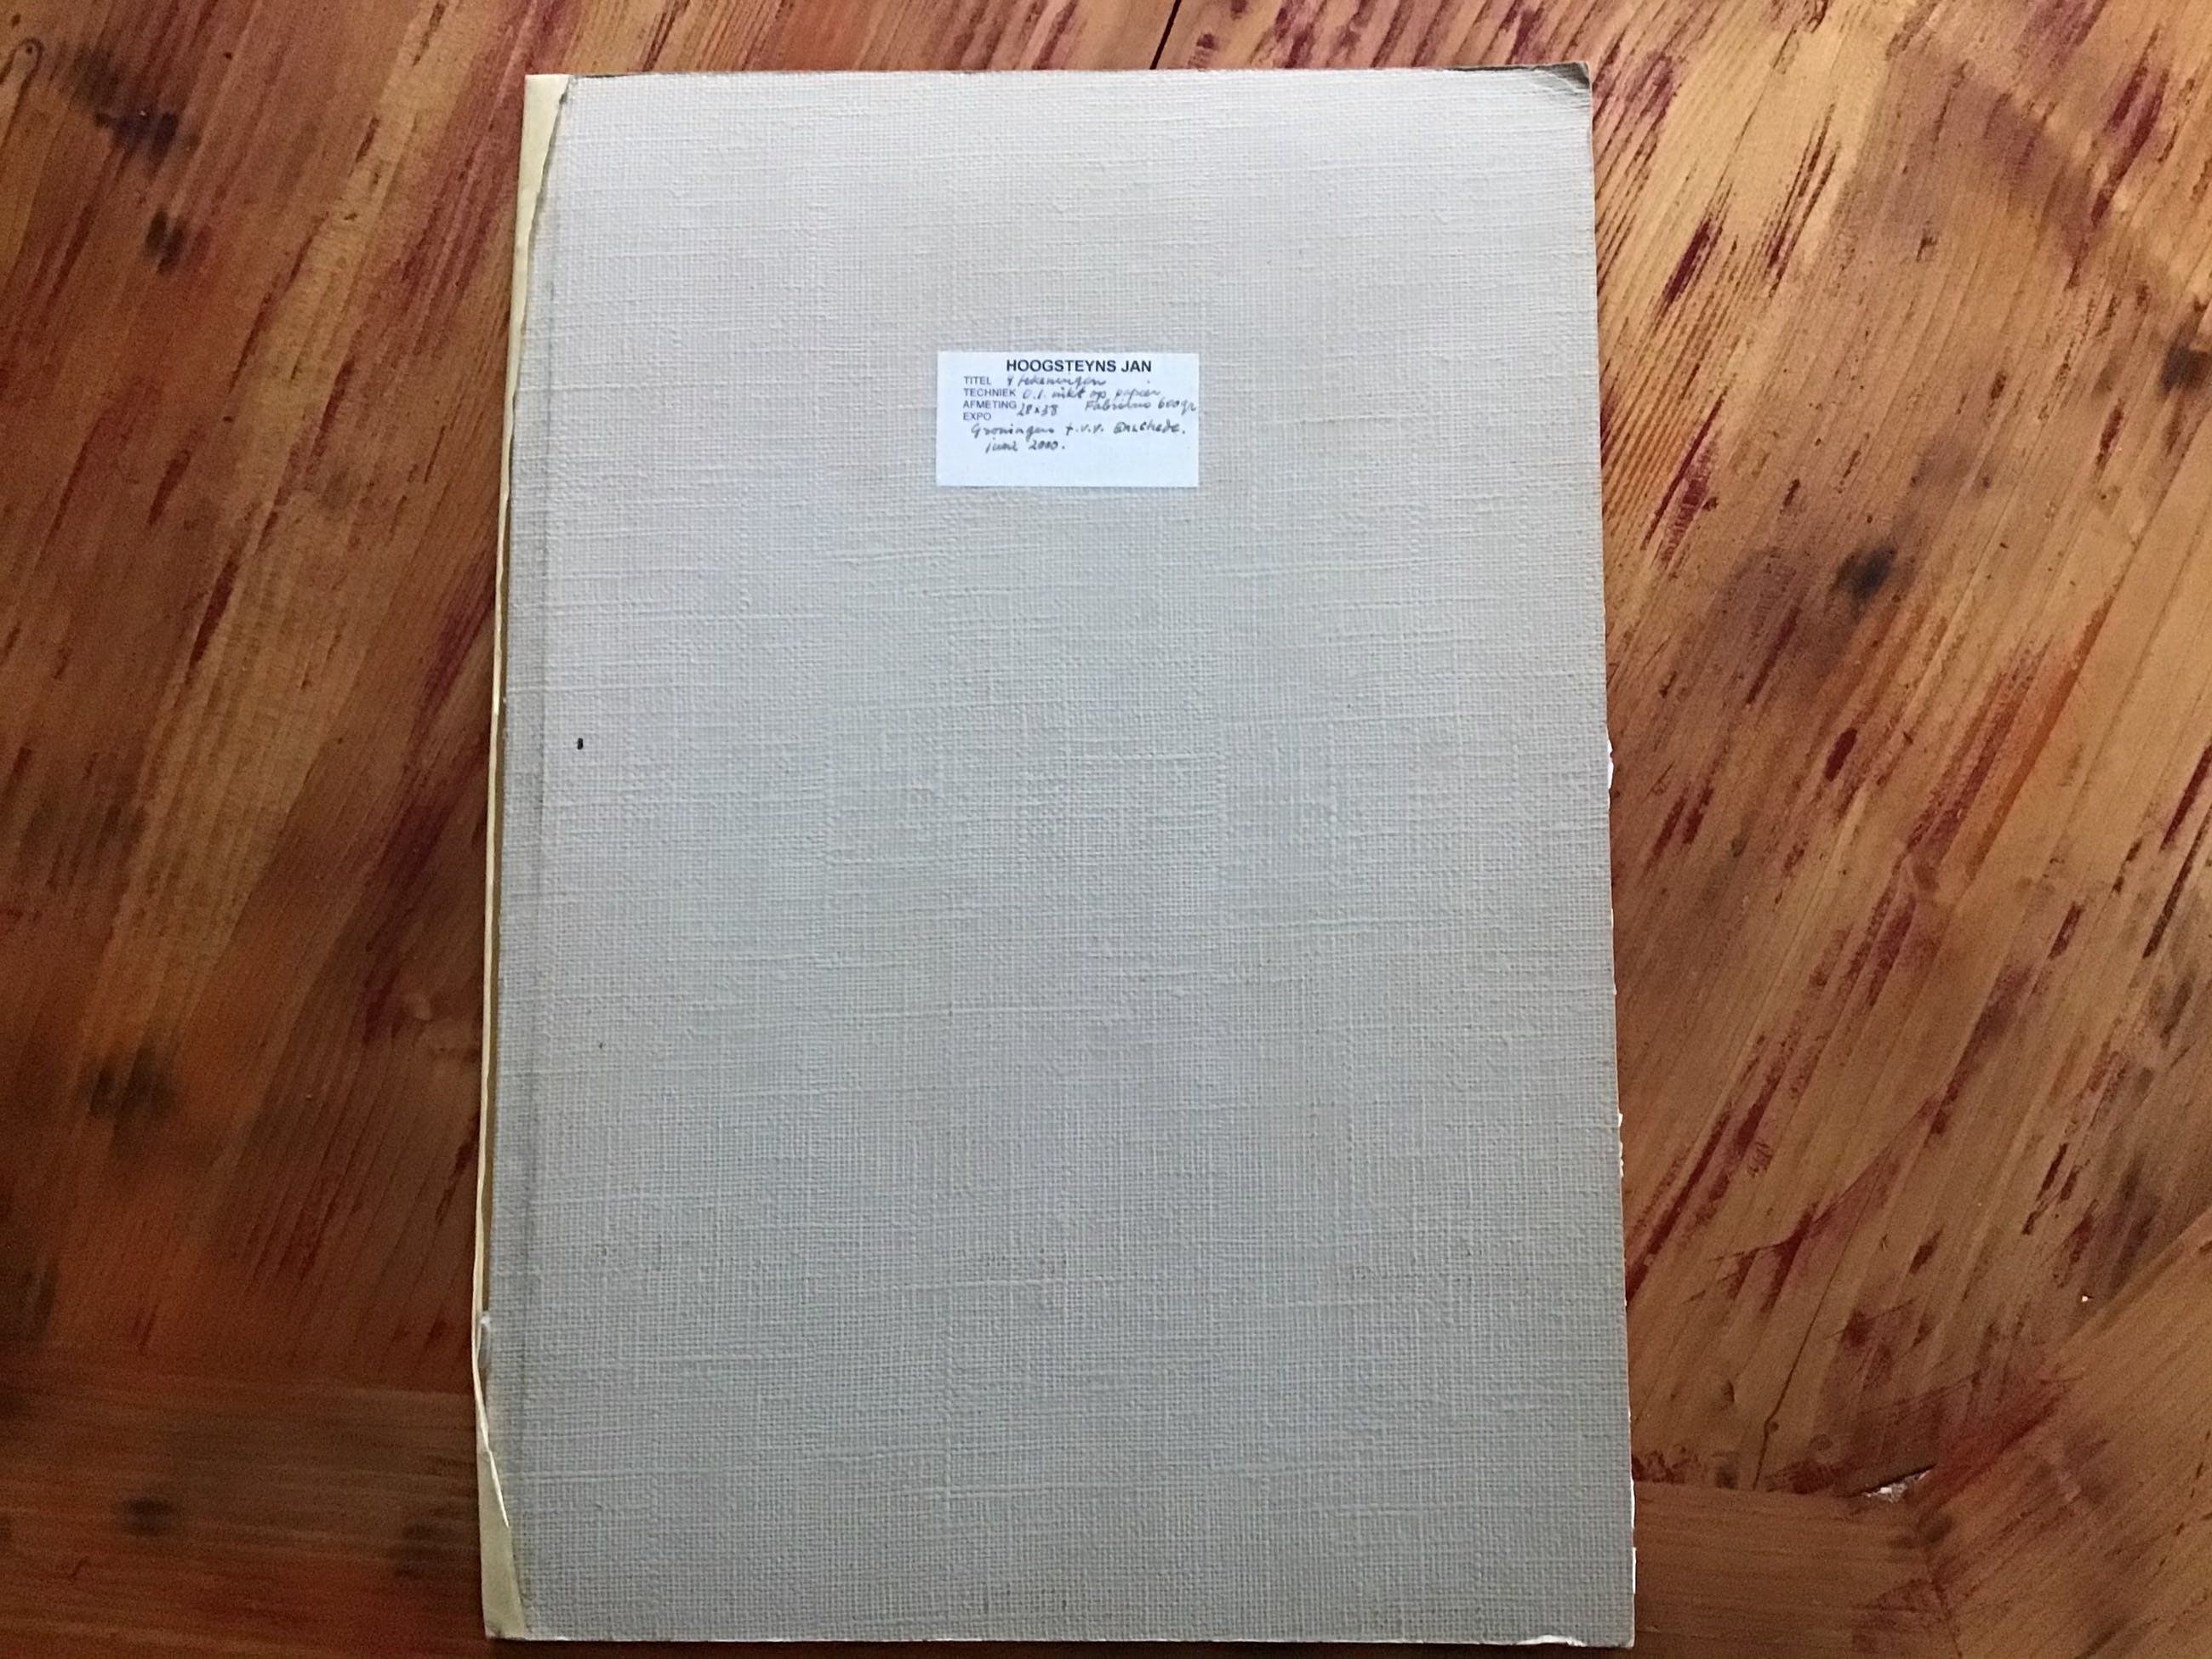 HOOGSTEYNS JAN
TITEL 4 tekeningen
TECHNIEK O.I. inkt op papier
AFMETING 28x38 Fabriano 600gr
EXPO
Groningen t.v.v. Enschede.
juni 2000.